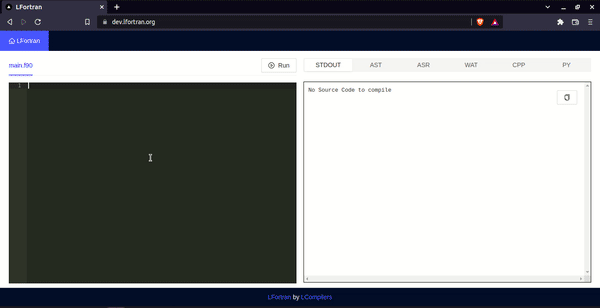 LFortran
dev.lfortran.org
LFortran
main.f90
Run
STDOUT AST ASR WAT CPP PY
1
No Source Code to compile
LFortran by LCompilers